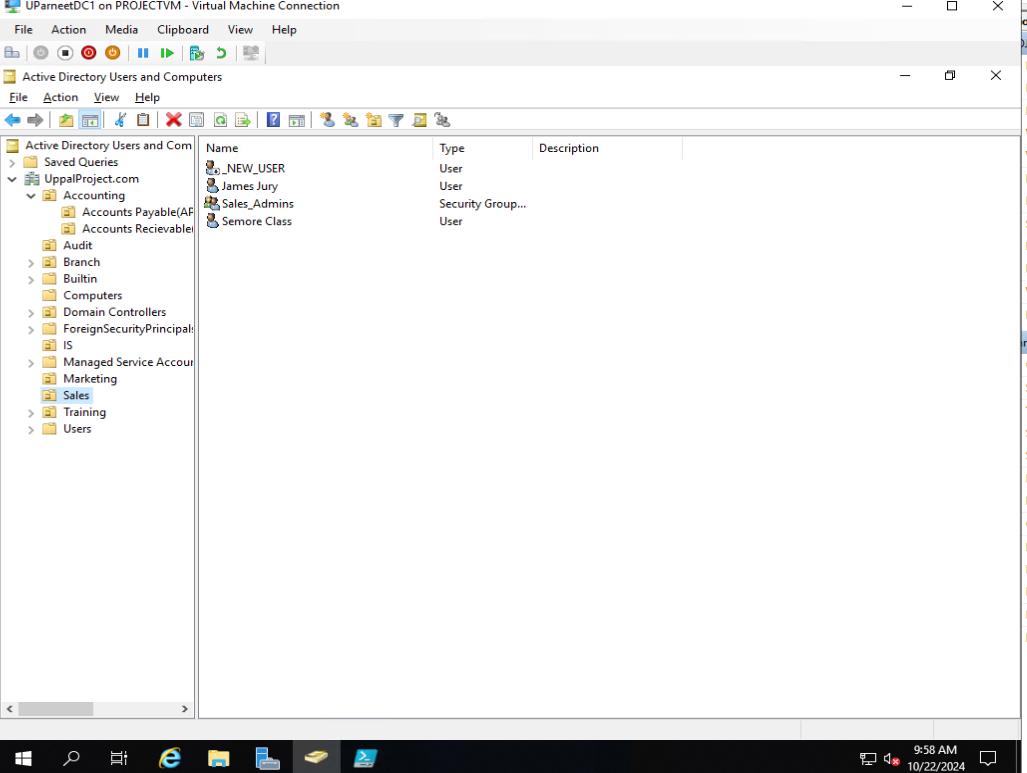 UParneetDC1 on PROJECTVM - Virtual Machine Connection
File Action Media Clipboard View Help
Active Directory Users and Computers
File Action View Help
Active Directory Users and Com
Saved Queries
UppalProject.com
Accounting
Accounts Payable(AP
Accounts Recievable(
Audit
Branch
Builtin
Computers
Domain Controllers
ForeignSecurityPrincipals
IS
Managed Service Accour
Marketing
Sales
Training
Users
Name Type Description
_NEW_USER User
James Jury User
Sales_Admins Security Group...
Semore Class User
9:58 AM
10/22/2024